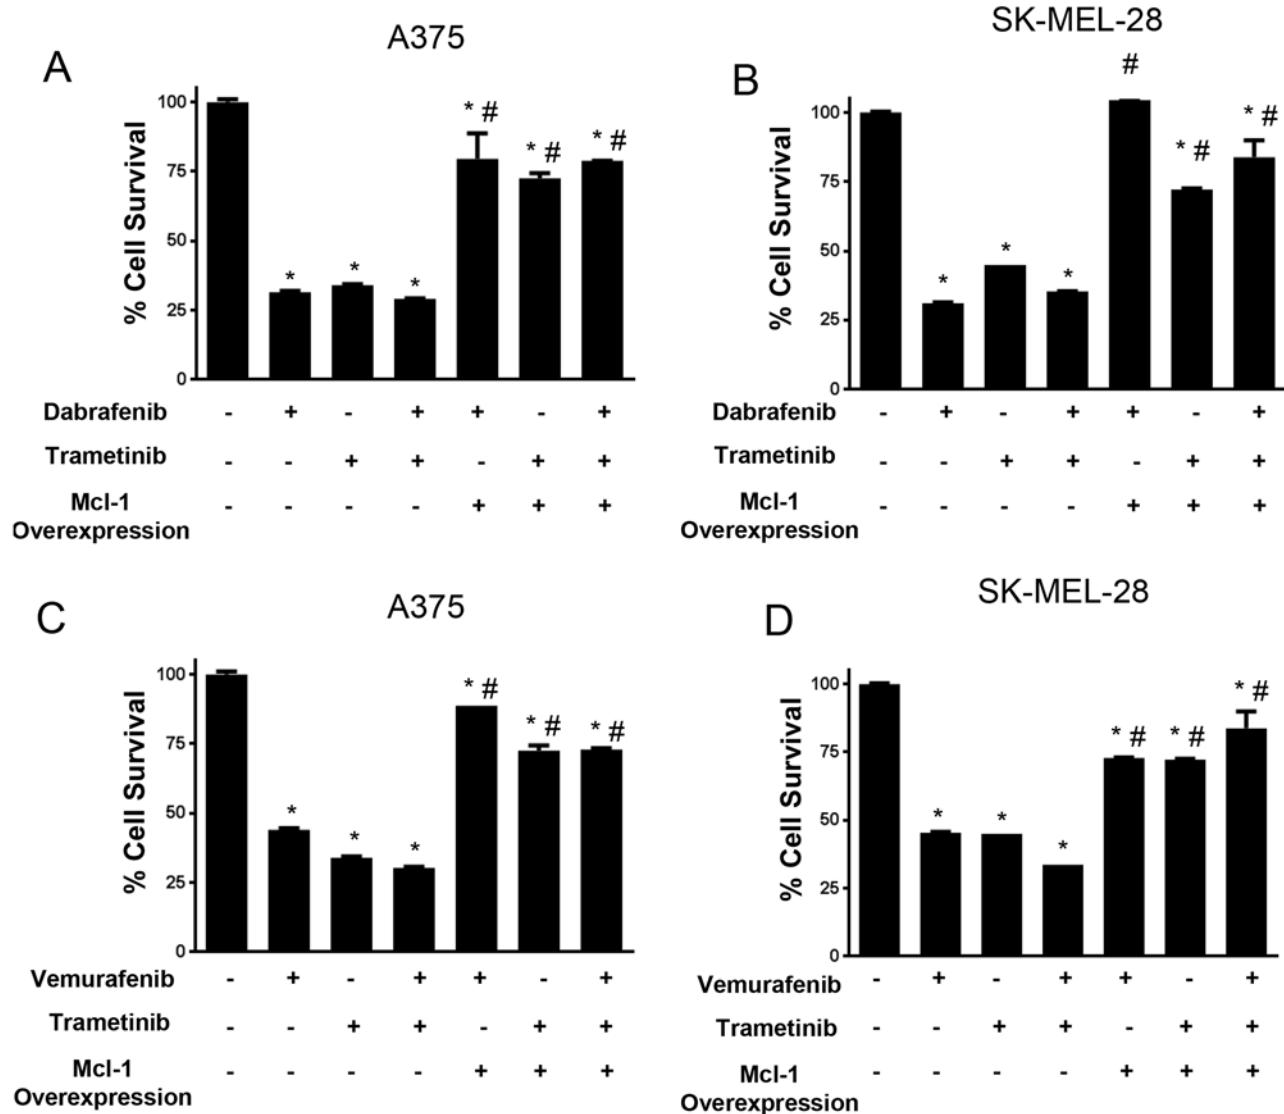 A375
SK-MEL-28
A
B
% Cell Survival
100
75
50
25
0
*
*
*
* #
* #
* #
Dabrafenib - + - + + - +
Trametinib - - + + - + +
Mcl-1
Overexpression - - - - + + +
% Cell Survival
100
75
50
25
0
*
*
*
#
* #
* #
Dabrafenib - + - + + - +
Trametinib - - + + - + +
Mcl-1
Overexpression - - - - + + +
A375
SK-MEL-28
C
D
% Cell Survival
100
75
50
25
0
*
*
*
* #
* #
* #
Vemurafenib - + - + + - +
Trametinib - - + + - + +
Mcl-1
Overexpression - - - - + + +
% Cell Survival
100
75
50
25
0
*
*
*
* #
* #
* #
Vemurafenib - + - + + - +
Trametinib - - + + - + +
Mcl-1
Overexpression - - - - + + +